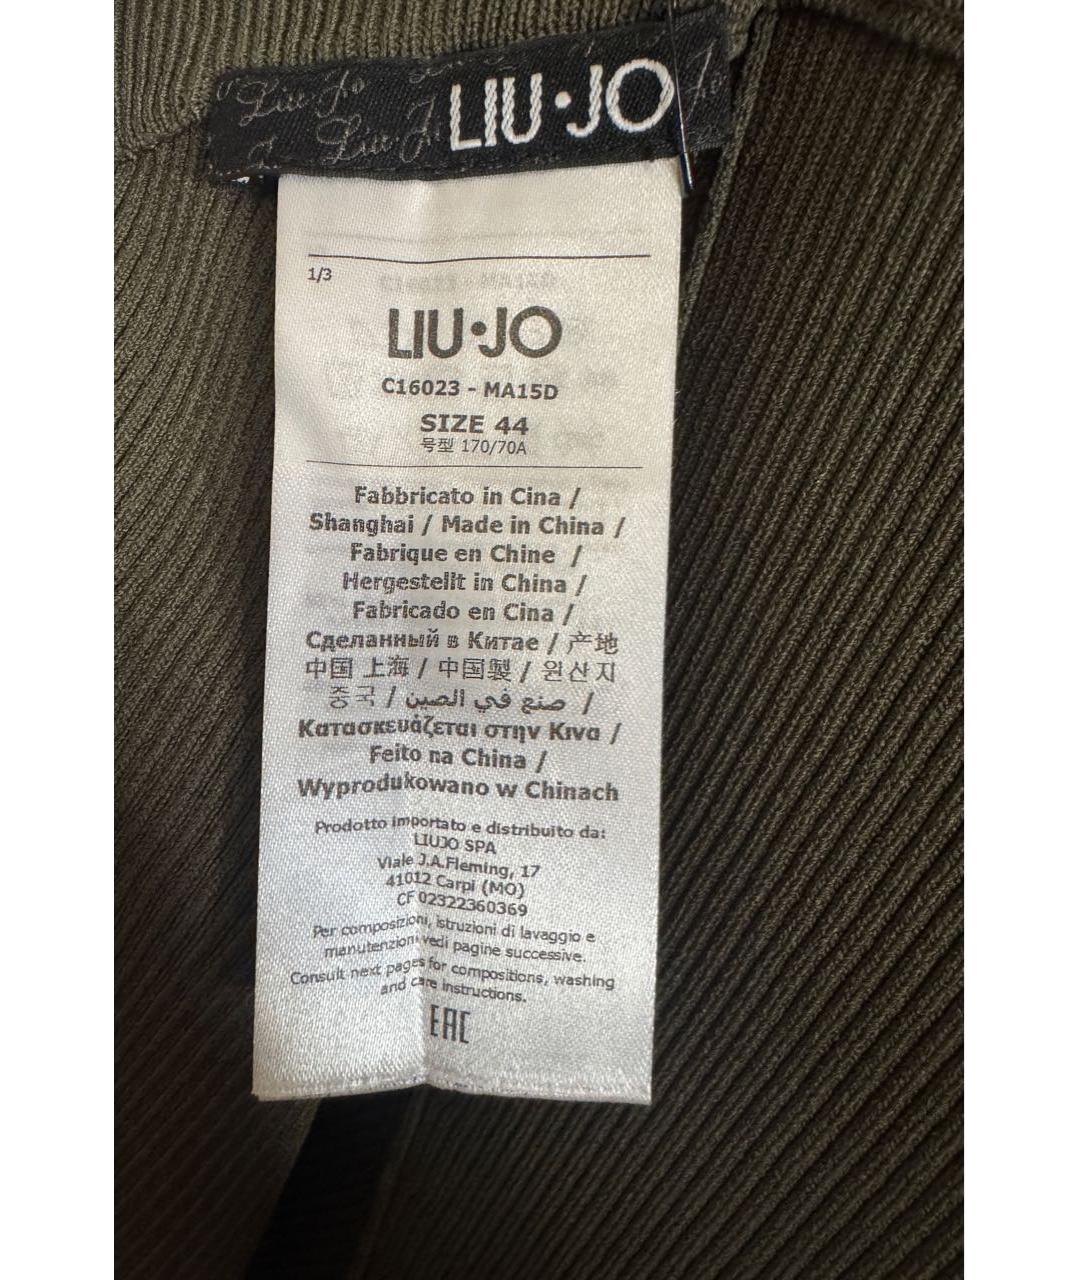 Liu·Jo
Liu·Jo
LIU·JO
1/3
LIU·JO
C16023 - MA15D
SIZE 44
号型 170/70A
Fabbricato in Cina /
Shanghai / Made in China /
Fabrique en Chine /
Hergestellt in China /
Fabricado en Cina /
Сделанный в Китае / 产地
中国 上海 / 中国製 / 원산지
중국 / صنع في الصين /
Κατασκευάζεται στην Κινα /
Feito na China /
Wyprodukowano w Chinach
Prodotto importato e distribuito da:
LIUJO SPA
Viale J.A.Fleming, 17
41012 Carpi (MO)
CF 02322360369
Per composizioni, istruzioni di lavaggio e
manutenzioni vedi pagine successive.
Consult next pages for compositions, washing
and care instructions.
EAC